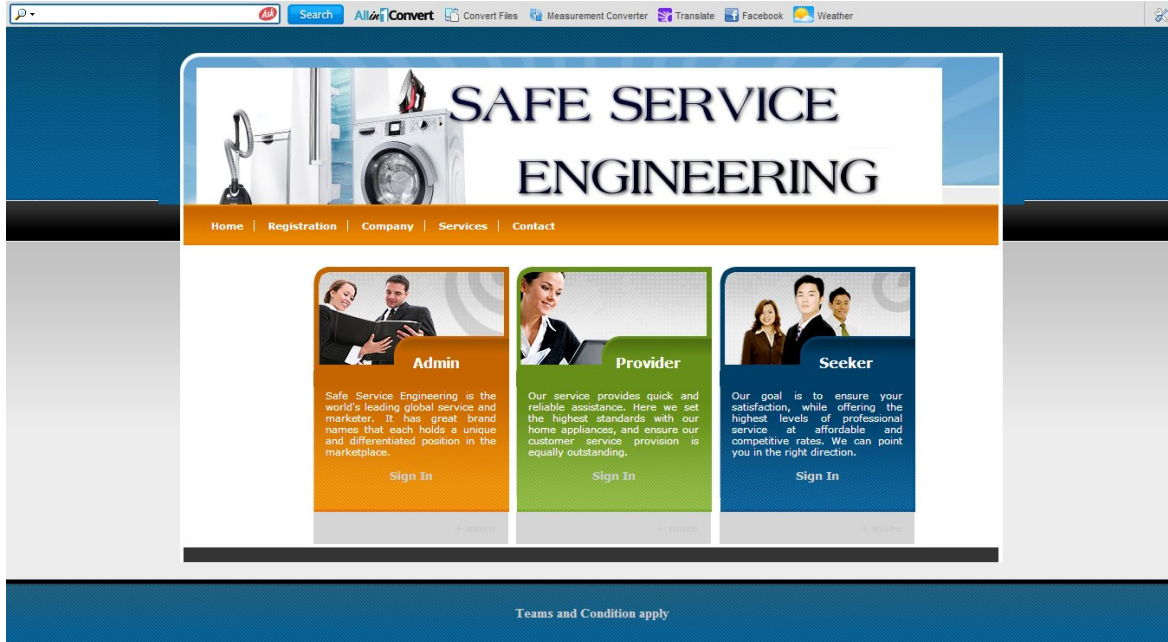 Ask Search AllinConvert Convert Files Measurement Converter Translate Facebook Weather
SAFE SERVICE
ENGINEERING
Home Registration Company Services Contact
Admin
Safe Service Engineering is the
world's leading global service and
marketer. It has great brand
names that each holds a unique
and differentiated position in the
marketplace.
Sign In
+ more
Provider
Our service provides quick and
reliable assistance. Here we set
the highest standards with our
home appliances, and ensure our
customer service provision is
equally outstanding.
Sign In
+ more
Seeker
Our goal is to ensure your
satisfaction, while offering the
highest levels of professional
service at affordable and
competitive rates. We can point
you in the right direction.
Sign In
+ more
Teams and Condition apply